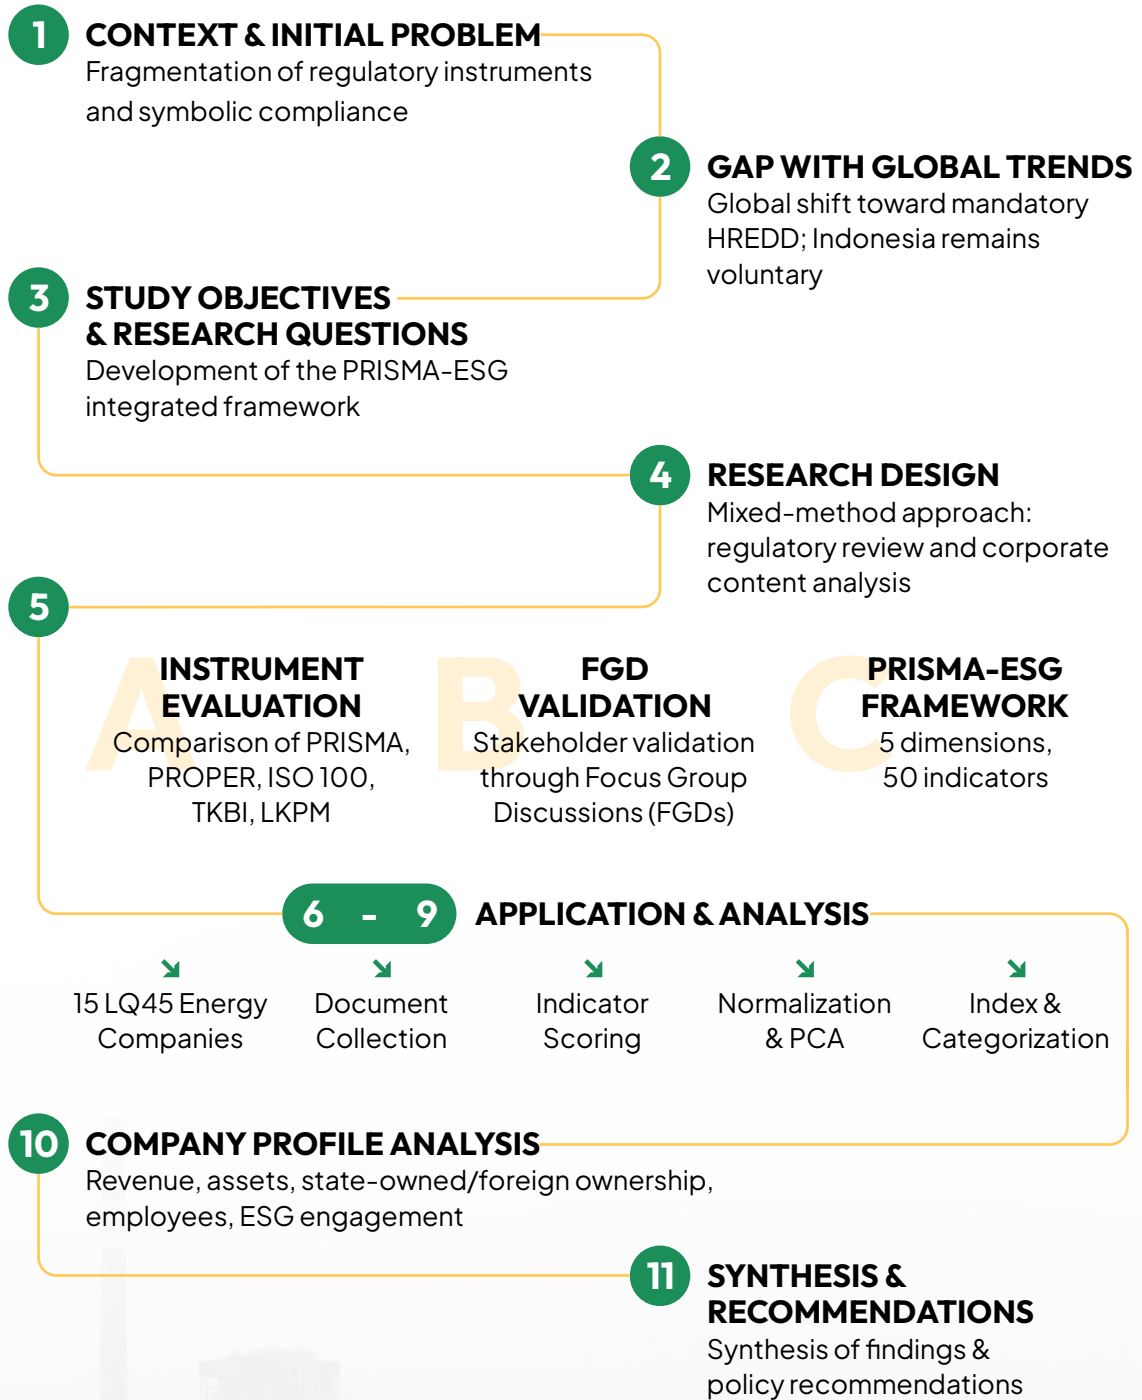 1
CONTEXT & INITIAL PROBLEM
Fragmentation of regulatory instruments
and symbolic compliance
2
GAP WITH GLOBAL TRENDS
Global shift toward mandatory
HREDD; Indonesia remains
voluntary
3
STUDY OBJECTIVES
& RESEARCH QUESTIONS
Development of the PRISMA-ESG
integrated framework
4
RESEARCH DESIGN
Mixed-method approach:
regulatory review and corporate
content analysis
5
A
INSTRUMENT
EVALUATION
Comparison of PRISMA,
PROPER, ISO 100,
TKBI, LKPM
B
FGD
VALIDATION
Stakeholder validation
through Focus Group
Discussions (FGDs)
C
PRISMA-ESG
FRAMEWORK
5 dimensions,
50 indicators
6 - 9
APPLICATION & ANALYSIS
15 LQ45 Energy
Companies
Document
Collection
Indicator
Scoring
Normalization
& PCA
Index &
Categorization
10
COMPANY PROFILE ANALYSIS
Revenue, assets, state-owned/foreign ownership,
employees, ESG engagement
11
SYNTHESIS &
RECOMMENDATIONS
Synthesis of findings &
policy recommendations